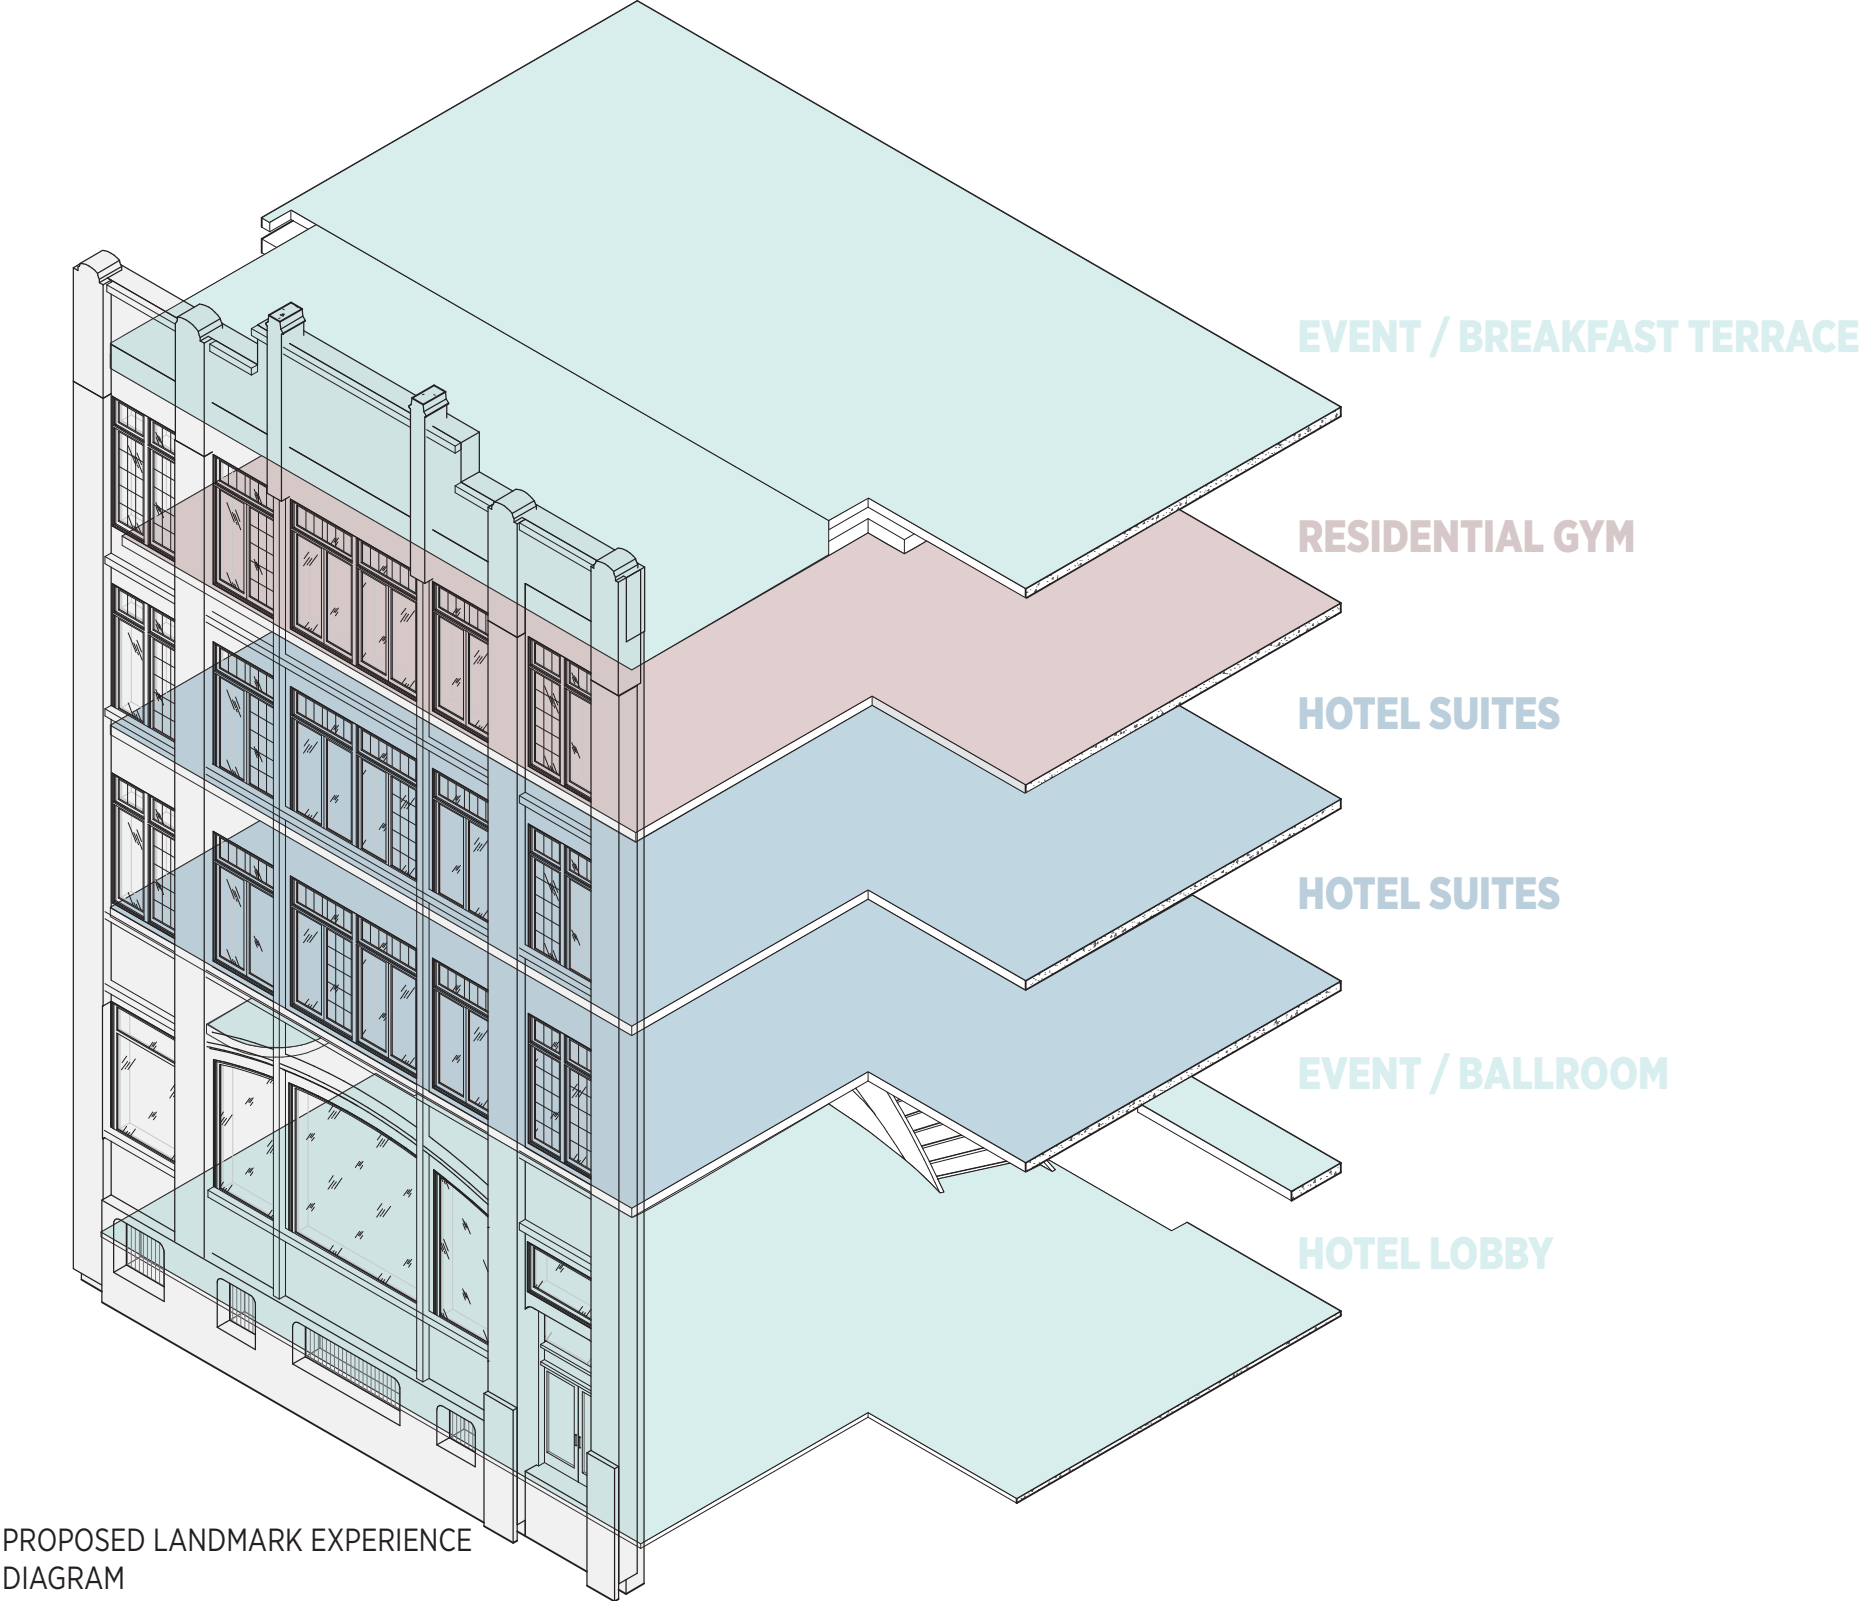 EVENT / BREAKFAST TERRACE
RESIDENTIAL GYM
HOTEL SUITES
HOTEL SUITES
EVENT / BALLROOM
HOTEL LOBBY
PROPOSED LANDMARK EXPERIENCE
DIAGRAM